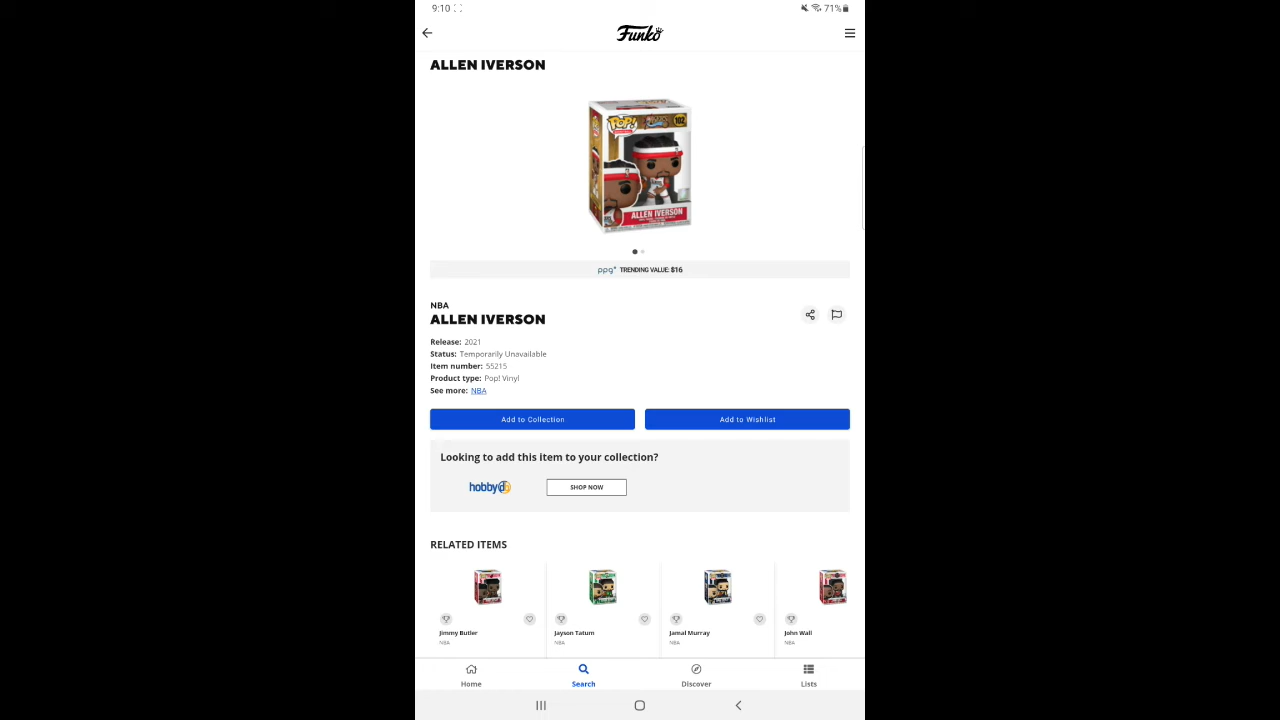 9:10
71%
Funko
ALLEN IVERSON
POP!
102
ALLEN IVERSON
ppg TRENDING VALUE: $16
NBA
ALLEN IVERSON
Release: 2021
Status: Temporarily Unavailable
Item number: 55215
Product type: Pop! Vinyl
See more: NBA
Add to Collection
Add to Wishlist
Looking to add this item to your collection?
hobbydb
SHOP NOW
RELATED ITEMS
Jimmy Butler
NBA
Jayson Tatum
NBA
Jamal Murray
NBA
John Wall
NBA
Home
Search
Discover
Lists